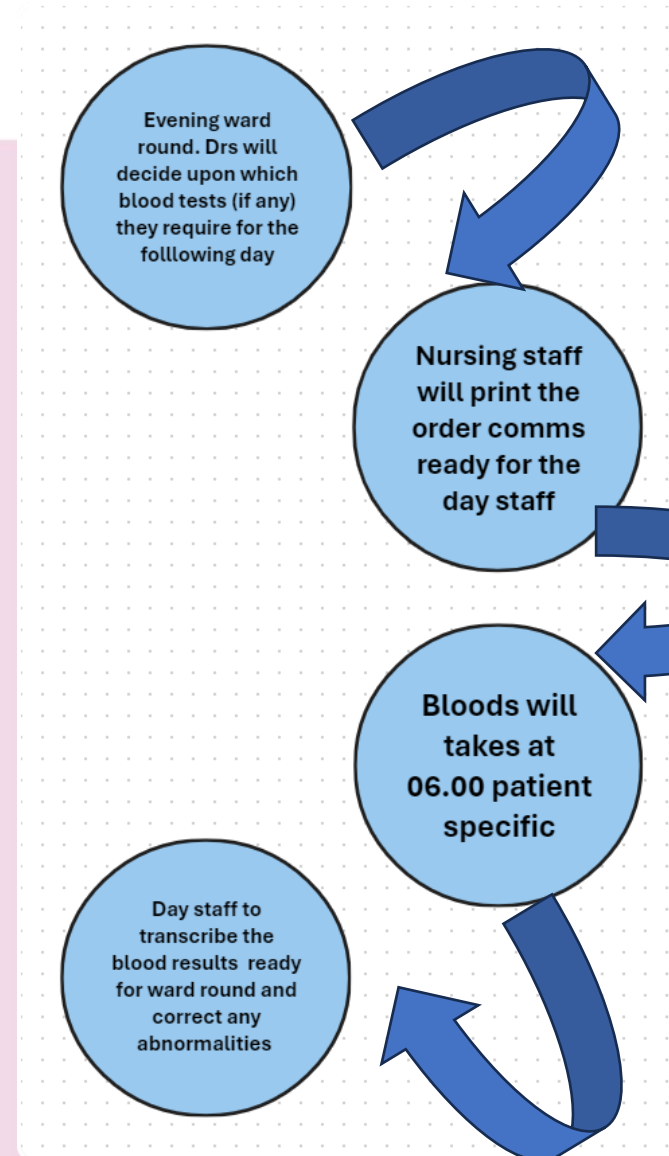 Evening ward
round. Drs will
decide upon which
blood tests (if any)
they require for the
folllowing day
Nursing staff
will print the
order comms
ready for the
day staff
Bloods will
takes at
06.00 patient
specific
Day staff to
transcribe the
blood results  ready
for ward round and
correct any
abnormalities